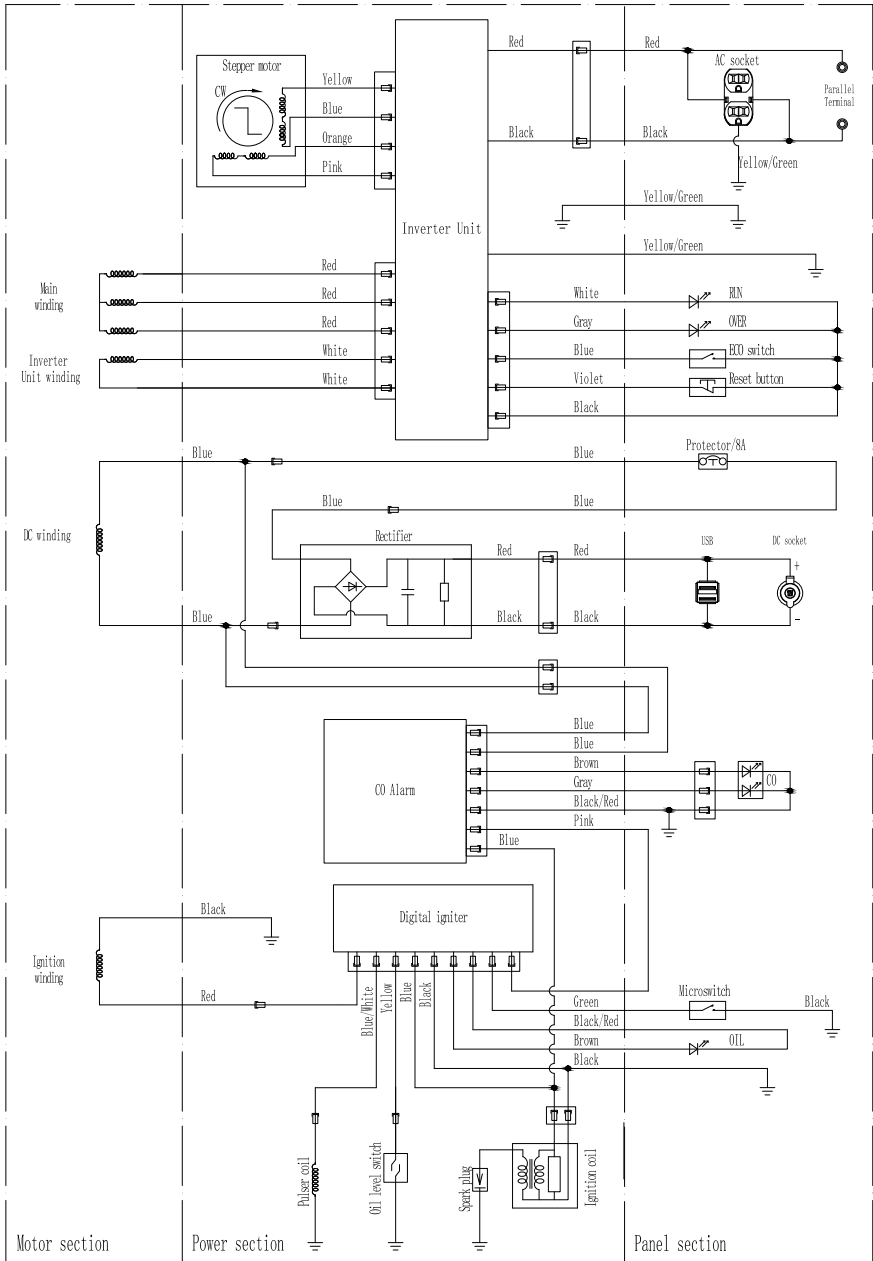 Red
Red
AC socket
Stepper motor
Yellow
CW
Parallel
Terminal
Blue
Orange
Black
Black
Pink
Yellow/Green
Yellow/Green
Inverter Unit
Yellow/Green
Red
Main
winding
White
RUN
Red
Gray
OVER
Red
Blue
ECO switch
White
Inverter
Unit winding
Violet
Reset button
White
Black
Protector/8A
Blue
Blue
Blue
Blue
DC winding
Rectifier
Red
Red
USB
DC socket
+
Blue
Black
Black
-
Blue
Blue
Brown
CO Alarm
Gray
CO
Black/Red
Pink
Blue
Black
Digital igniter
Ignition
winding
Red
Blue/White
Yellow
Blue
Black
Green
Microswitch
Black
Black/Red
Brown
OIL
Black
Pulser coil
Oil level switch
Sperk plug
Ignition coil
Motor section
Power section
Panel section